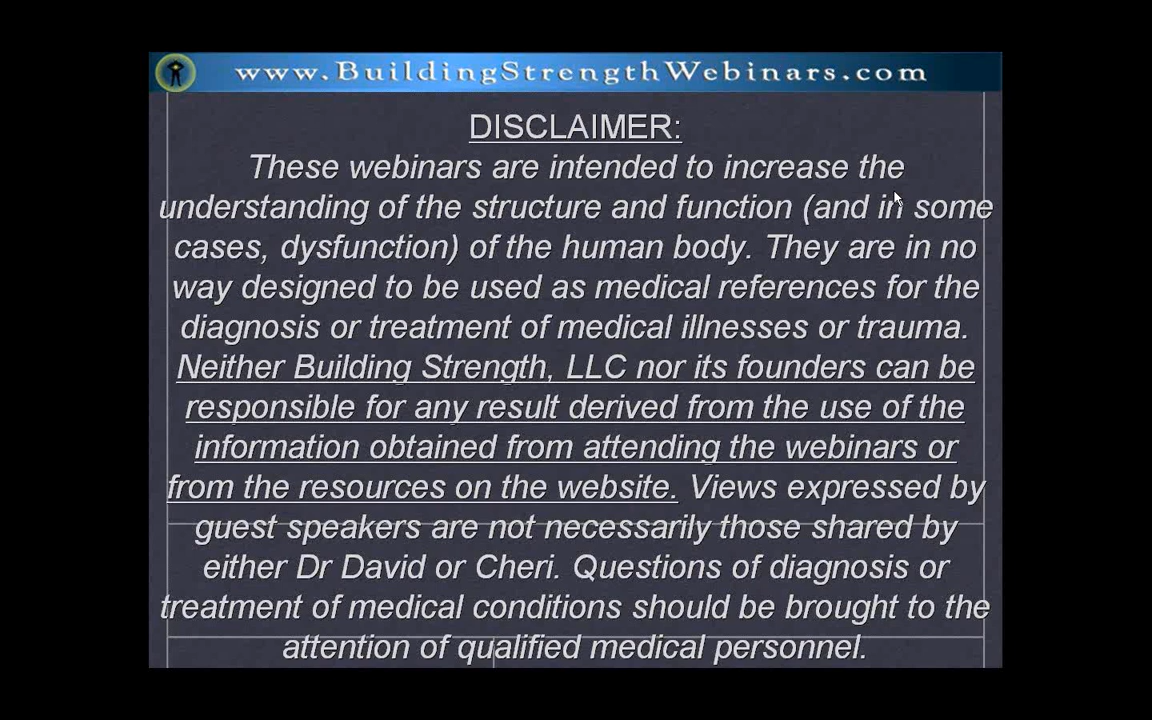 www.BuildingStrengthWebinars.com
DISCLAIMER:
These webinars are intended to increase the
understanding of the structure and function (and in some
cases, dysfunction) of the human body. They are in no
way designed to be used as medical references for the
diagnosis or treatment of medical illnesses or trauma.
Neither Building Strength, LLC nor its founders can be
responsible for any result derived from the use of the
information obtained from attending the webinars or
from the resources on the website. Views expressed by
guest speakers are not necessarily those shared by
either Dr David or Cheri. Questions of diagnosis or
treatment of medical conditions should be brought to the
attention of qualified medical personnel.